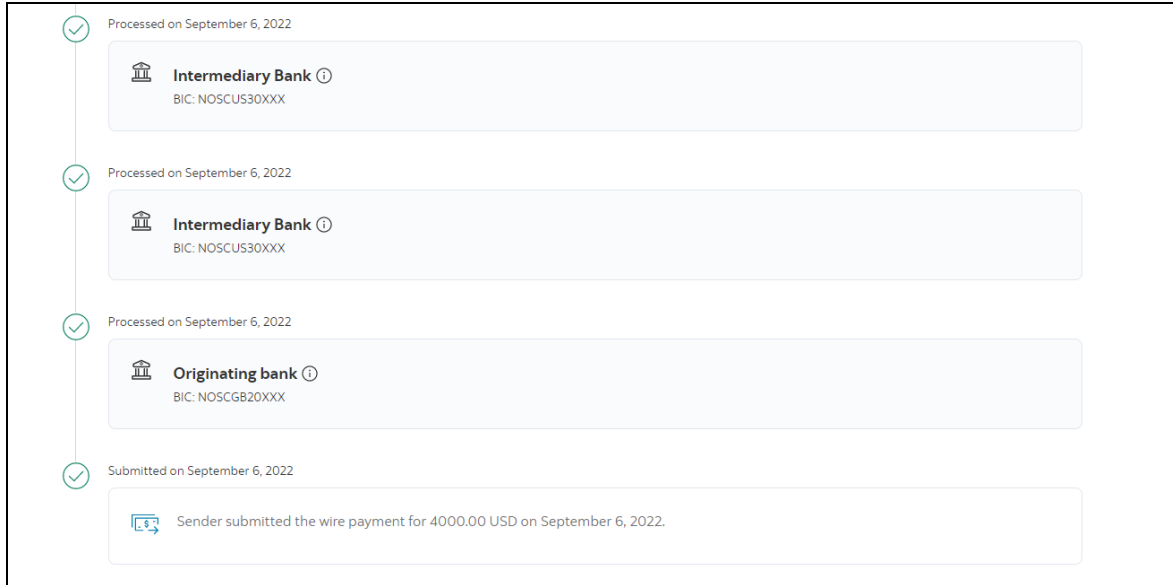 Processed on September 6, 2022
Intermediary Bank
BIC: NOSCUS30XXX
Processed on September 6, 2022
Intermediary Bank
BIC: NOSCUS30XXX
Processed on September 6, 2022
Originating bank
BIC: NOSCGB20XXX
Submitted on September 6, 2022
Sender submitted the wire payment for 4000.00 USD on September 6, 2022.